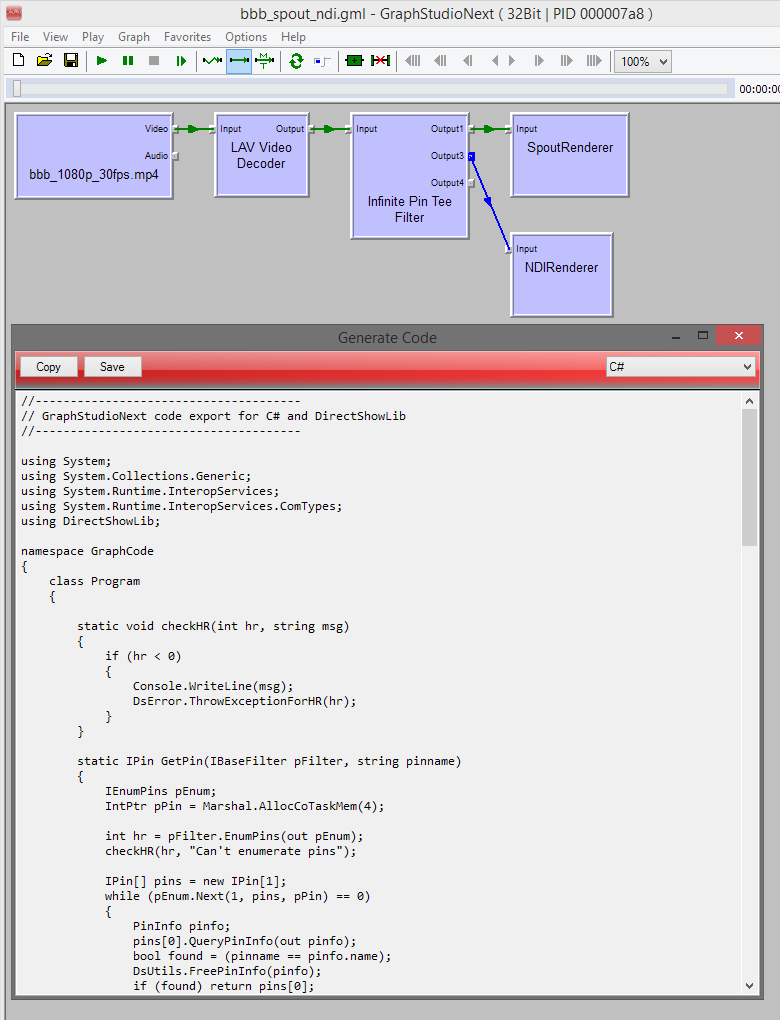 bbb_spout_ndi.gml - GraphStudioNext ( 32Bit | PID 000007a8 )
File View Play Graph Favorites Options Help
100%
00:00:0
Video
Audio
bbb_1080p_30fps.mp4
Input Output
LAV Video
Decoder
Input Output1
Output3
Output4
Infinite Pin Tee
Filter
Input
SpoutRenderer
Input
NDIRenderer
Generate Code
Copy Save C#
//--------------------------------------
// GraphStudioNext code export for C# and DirectShowLib
//--------------------------------------
using System;
using System.Collections.Generic;
using System.Runtime.InteropServices;
using System.Runtime.InteropServices.ComTypes;
using DirectShowLib;
namespace GraphCode
{
    class Program
    {
        static void checkHR(int hr, string msg)
        {
            if (hr < 0)
            {
                Console.WriteLine(msg);
                DsError.ThrowExceptionForHR(hr);
            }
        }
        static IPin GetPin(IBaseFilter pFilter, string pinname)
        {
            IEnumPins pEnum;
            IntPtr pPin = Marshal.AllocCoTaskMem(4);
            int hr = pFilter.EnumPins(out pEnum);
            checkHR(hr, "Can't enumerate pins");
            IPin[] pins = new IPin[1];
            while (pEnum.Next(1, pins, pPin) == 0)
            {
                PinInfo pinfo;
                pins[0].QueryPinInfo(out pinfo);
                bool found = (pinname == pinfo.name);
                DsUtils.FreePinInfo(pinfo);
                if (found) return pins[0];